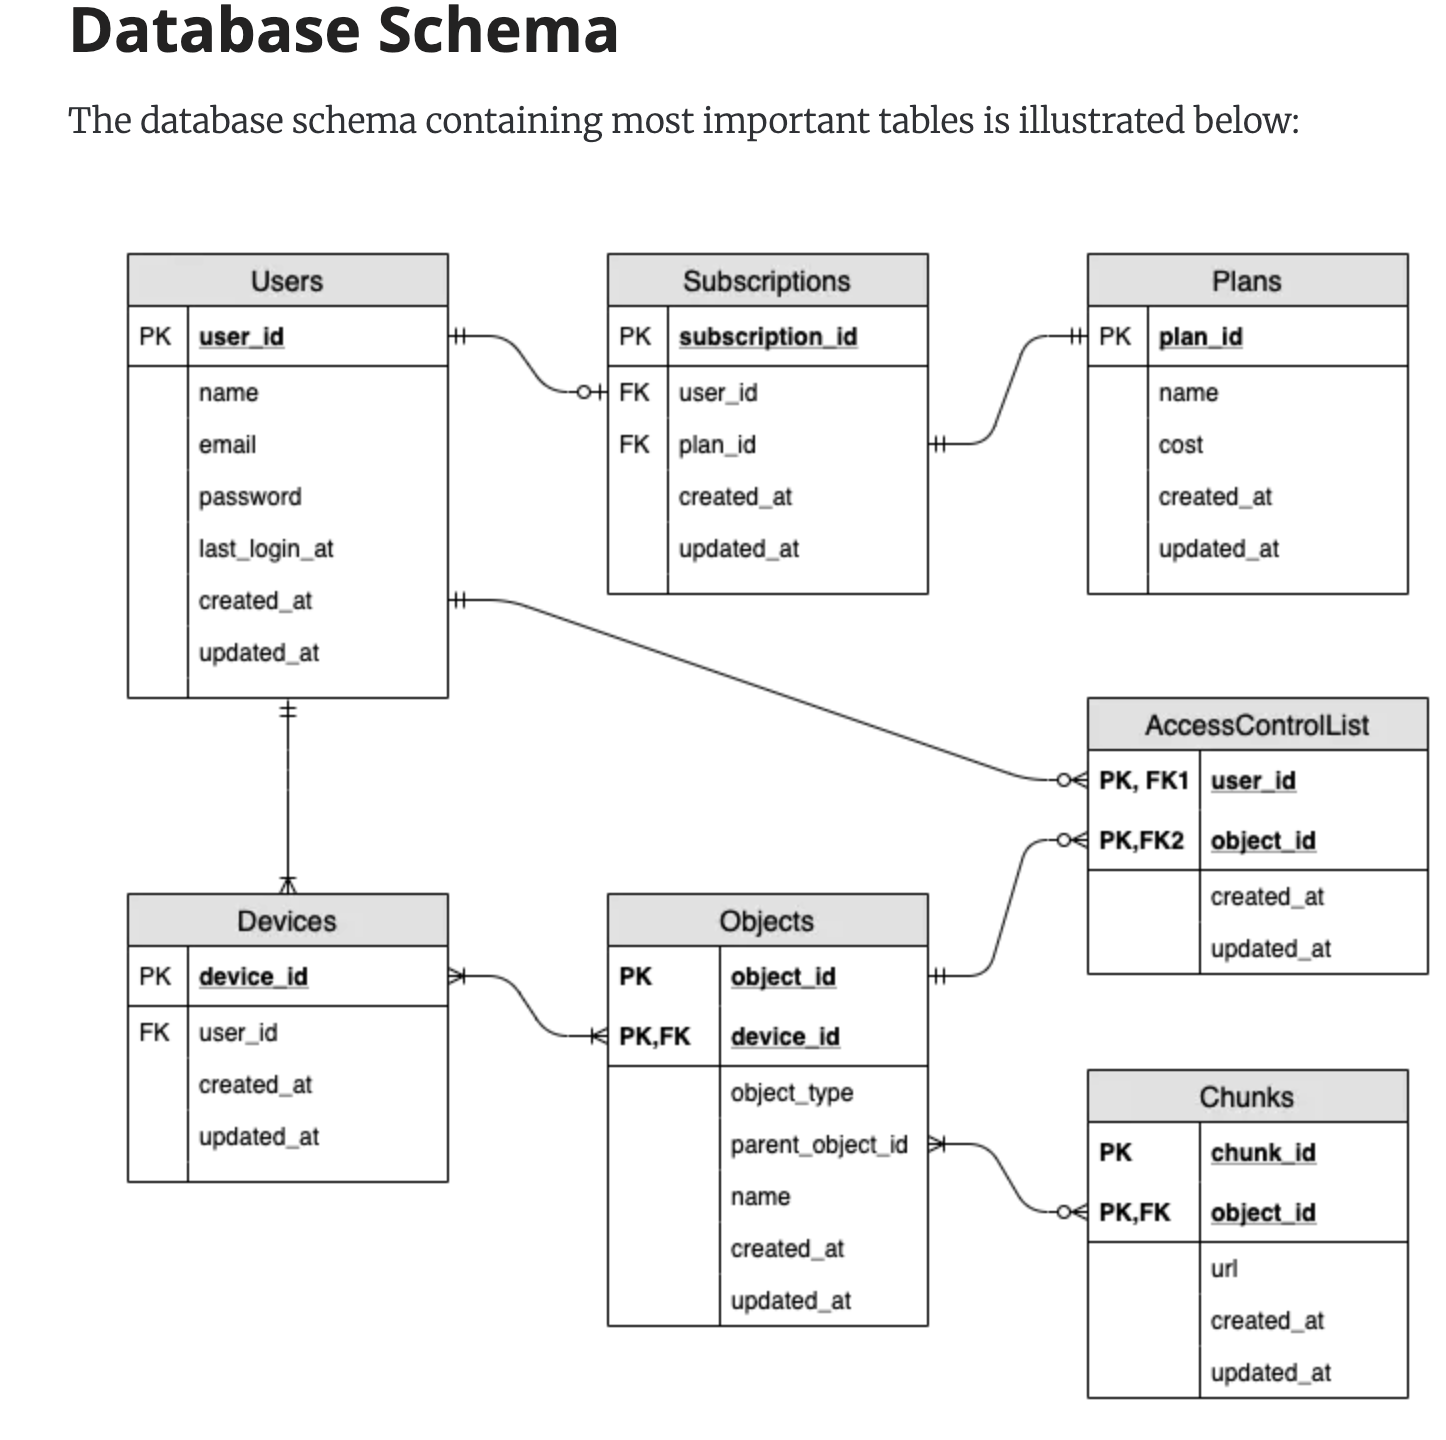 Database Schema
The database schema containing most important tables is illustrated below:
Users
PK user_id
name
email
password
last_login_at
created_at
updated_at
Subscriptions
PK subscription_id
FK user_id
FK plan_id
created_at
updated_at
Plans
PK plan_id
name
cost
created_at
updated_at
AccessControlList
PK, FK1 user_id
PK,FK2 object_id
created_at
updated_at
Devices
PK device_id
FK user_id
created_at
updated_at
Objects
PK object_id
PK,FK device_id
object_type
parent_object_id
name
created_at
updated_at
Chunks
PK chunk_id
PK,FK object_id
url
created_at
updated_at